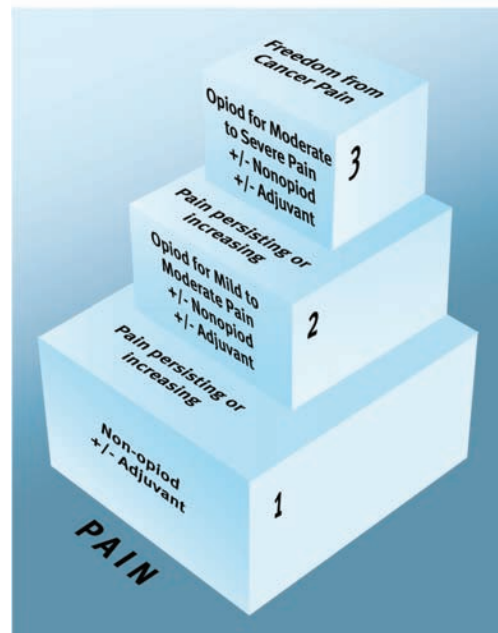 Freedom from
Cancer Pain
Opiod for Moderate
to Severe Pain
+/- Nonopiod
+/- Adjuvant
3
Pain persisting or
increasing
Opiod for Mild to
Moderate Pain
+/- Nonopiod
+/- Adjuvant
2
Pain persisting or
increasing
Non-opiod
+/- Adjuvant
1
PAIN